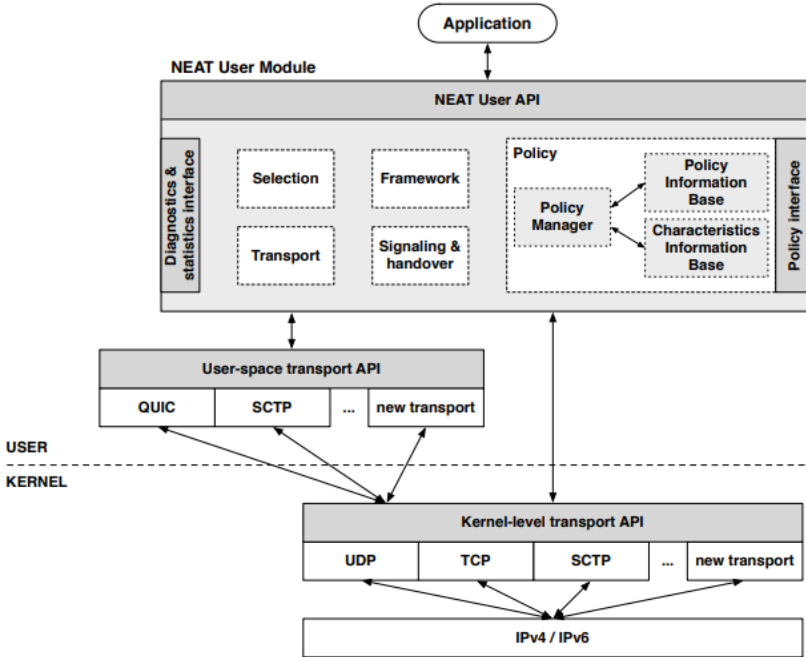 Application
NEAT User Module
NEAT User API
Diagnostics &
statistics interface
Selection
Framework
Transport
Signaling &
handover
Policy
Policy
Manager
Policy
Information
Base
Characteristics
Information
Base
Policy interface
User-space transport API
QUIC SCTP ... new transport
USER
KERNEL
Kernel-level transport API
UDP TCP SCTP ... new transport
IPv4 / IPv6